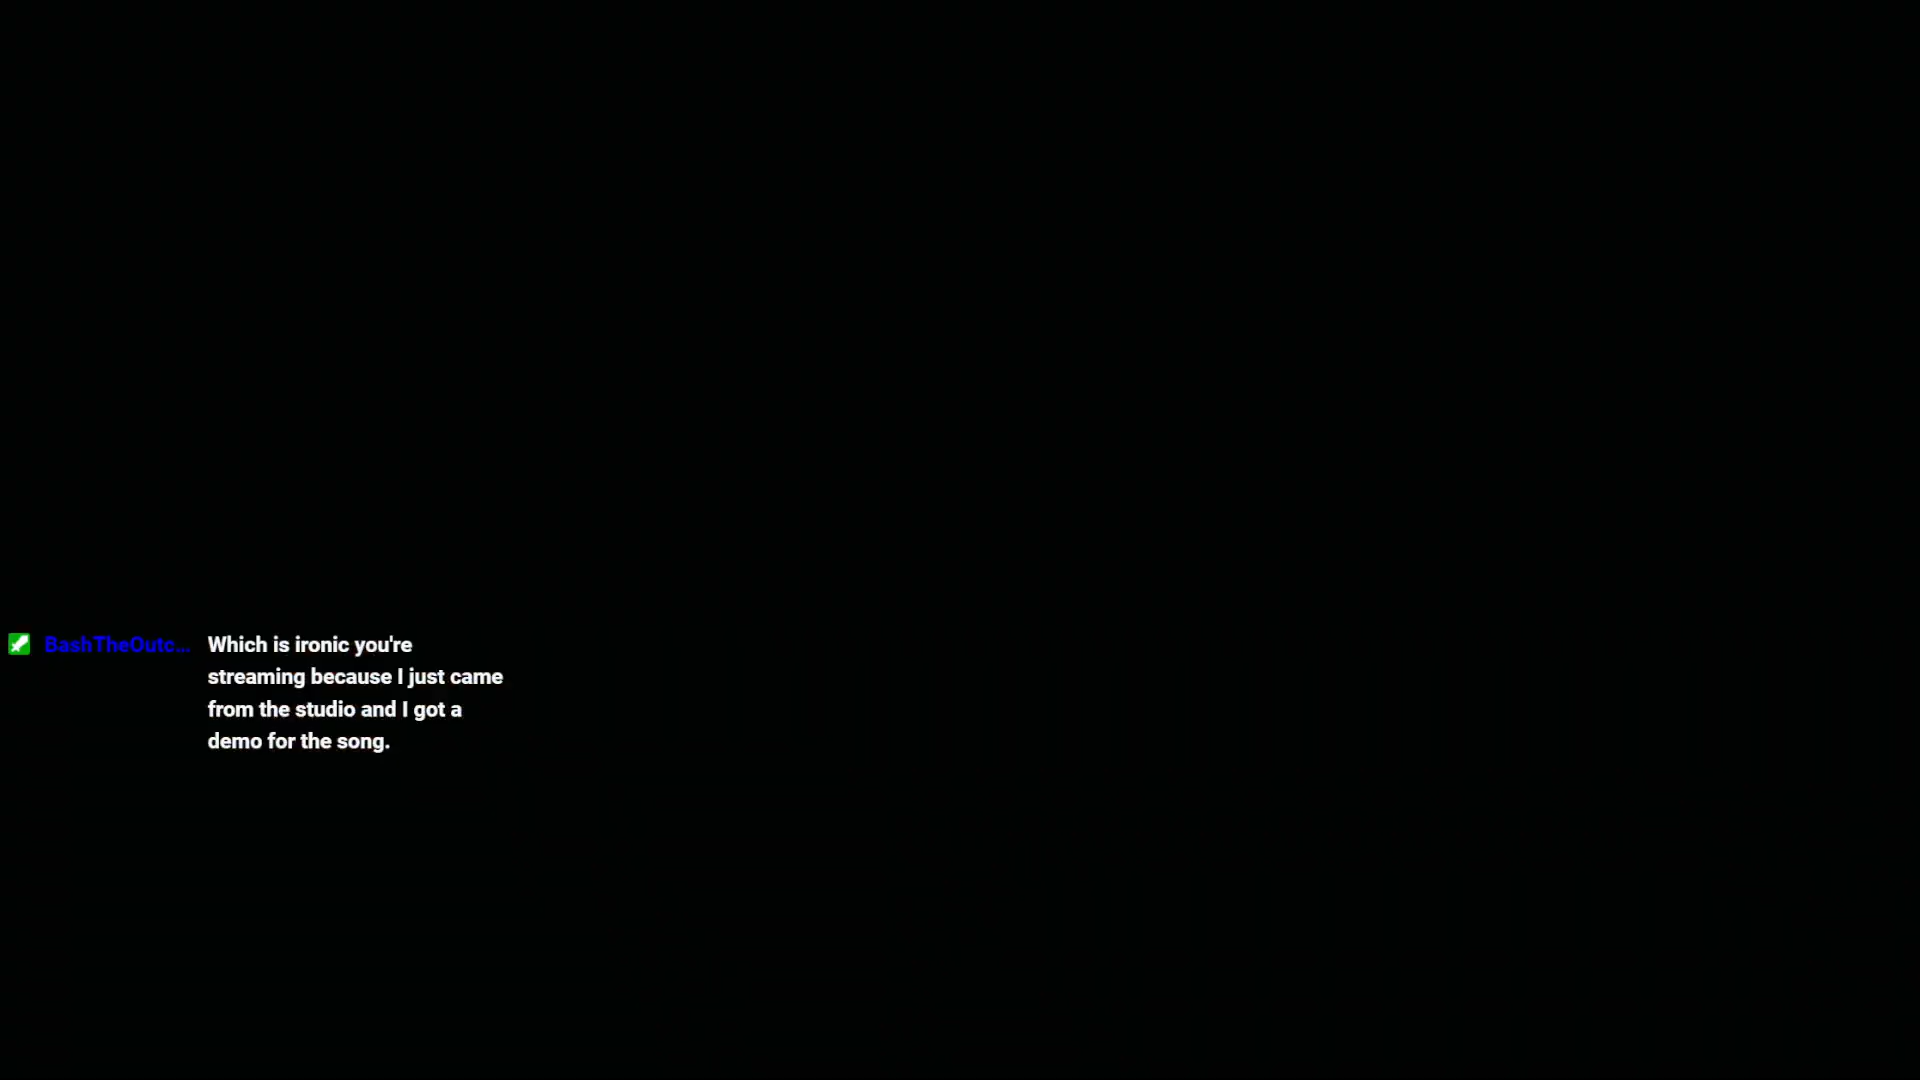 BashTheOutc... Which is ironic you're
streaming because I just came
from the studio and I got a
demo for the song.